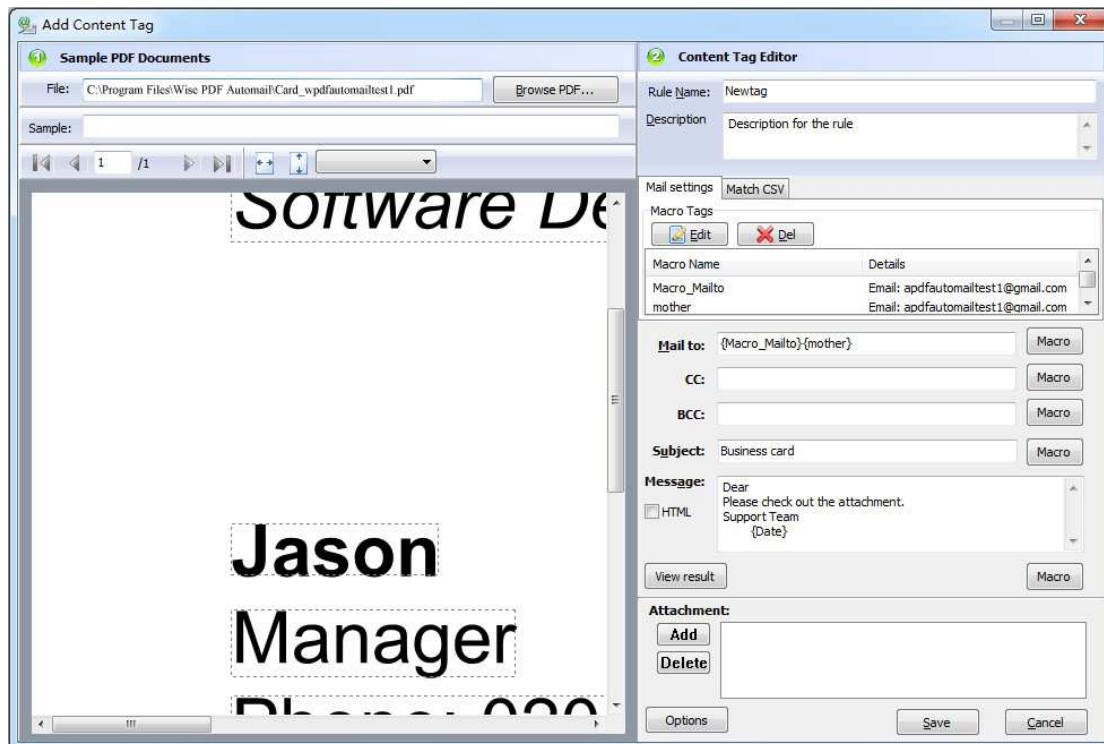 Add Content Tag
Sample PDF Documents
File: C:\Program Files\Wise PDF Automail\Card_wpdfautomailtest1.pdf Browse PDF...
Sample:
1 /1
Software De
Jason
Manager
Phone: 020
Content Tag Editor
Rule Name: Newtag
Description Description for the rule
Mail settings Match CSV
Macro Tags
Edit Del
Macro Name Details
Macro_Mailto Email: apdfautomailtest1@gmail.com
mother Email: apdfautomailtest1@gmail.com
Mail to: {Macro_Mailto}{mother} Macro
CC: Macro
BCC: Macro
Subject: Business card Macro
Message: Dear
Please check out the attachment.
HTML Support Team
{Date}
View result Macro
Attachment:
Add
Delete
Options Save Cancel